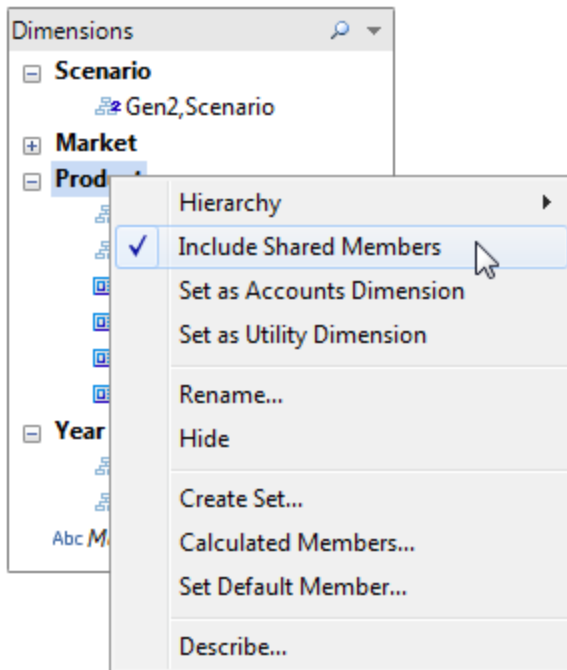 Dimensions
Scenario
Gen2,Scenario
Market
Hierarchy
Include Shared Members
Set as Accounts Dimension
Set as Utility Dimension
Rename...
Hide
Year
Create Set...
Abc
Calculated Members...
Set Default Member...
Describe...